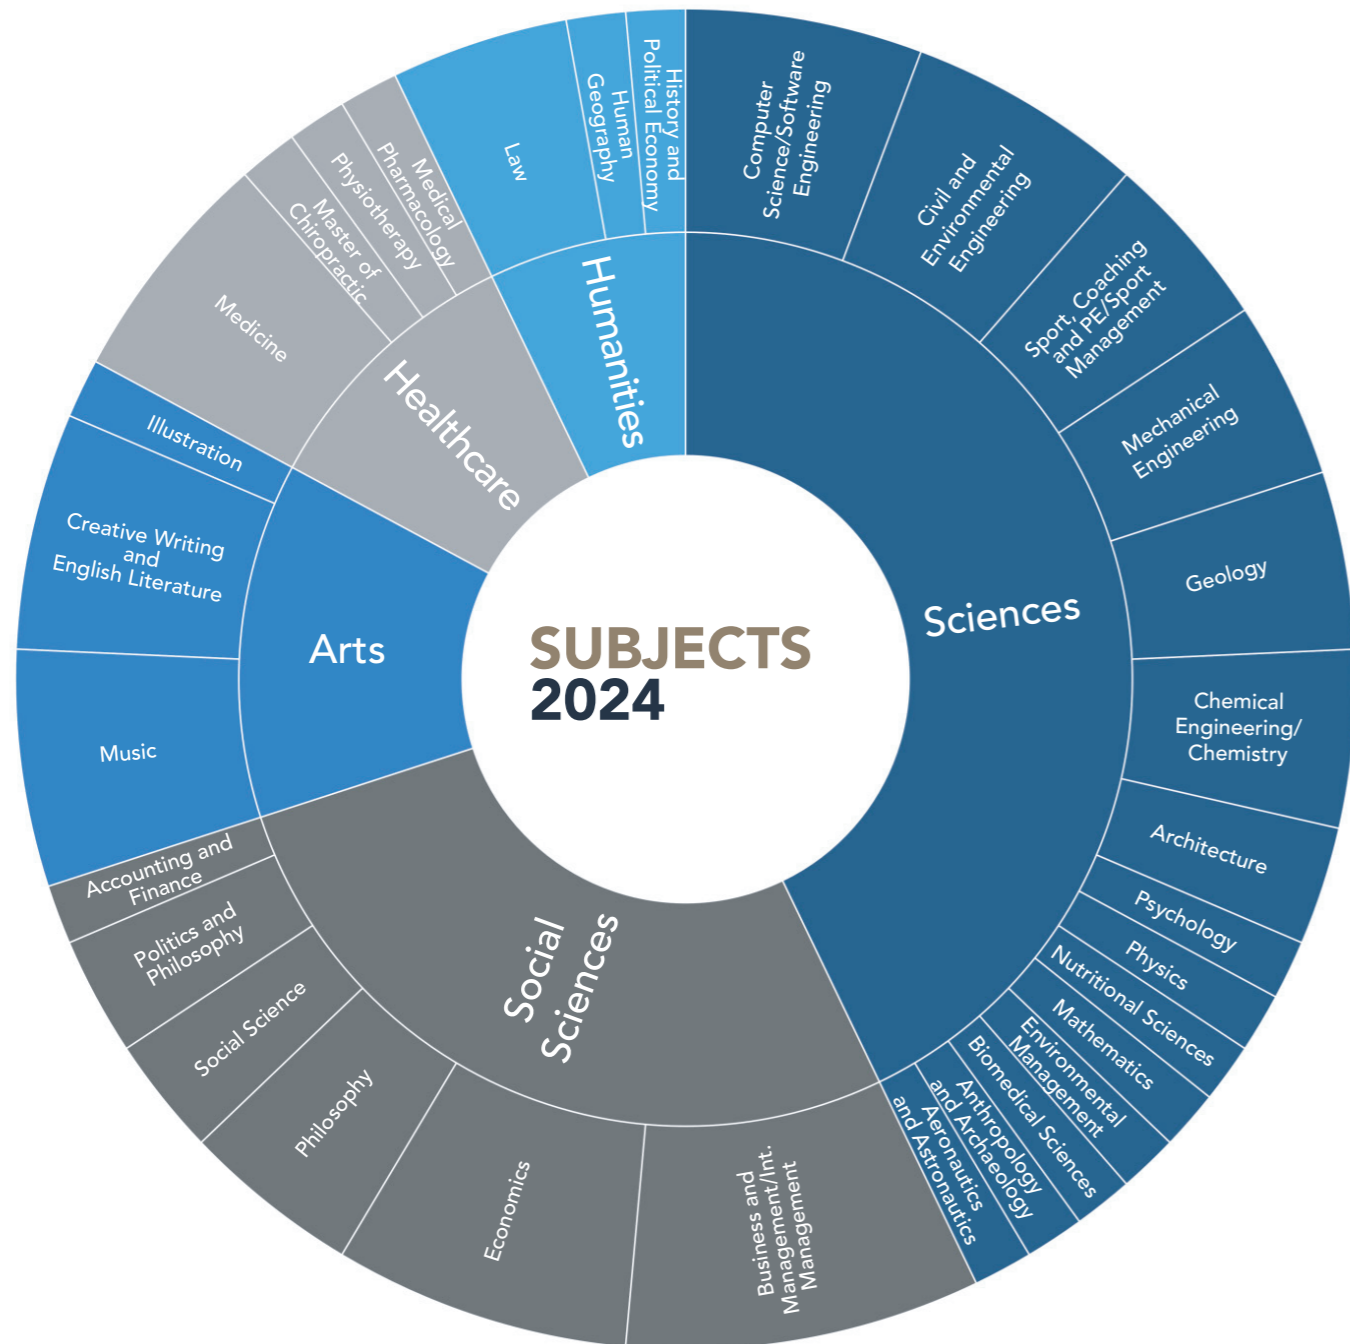 SUBJECTS
2024
Sciences
Computer
Science/Software
Engineering
Civil and
Environmental
Engineering
Sport, Coaching
and PE/Sport
Management
Mechanical
Engineering
Geology
Chemical
Engineering/
Chemistry
Architecture
Psychology
Physics
Nutritional Sciences
Mathematics
Environmental
Management
Biomedical Sciences
Anthropology
and Archaeology
Aeronautics
and Astronautics
Social
Sciences
Business and
Management/Int.
Management
Economics
Philosophy
Social Science
Politics and
Philosophy
Accounting and
Finance
Arts
Music
Creative Writing
and
English Literature
Illustration
Healthcare
Medicine
Master of
Chiropractic
Physiotherapy
Medical
Pharmacology
Humanities
Law
Human
Geography
History and
Political Economy